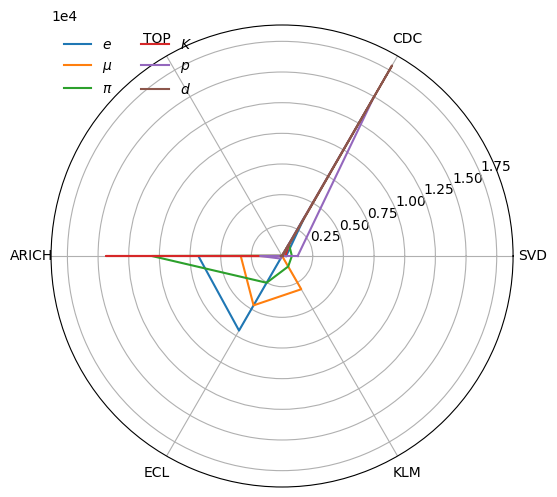 1e4
TOP
CDC
e
K
μ
p
π
d
1.75
1.50
1.25
1.00
0.75
0.50
0.25
ARICH
SVD
ECL
KLM